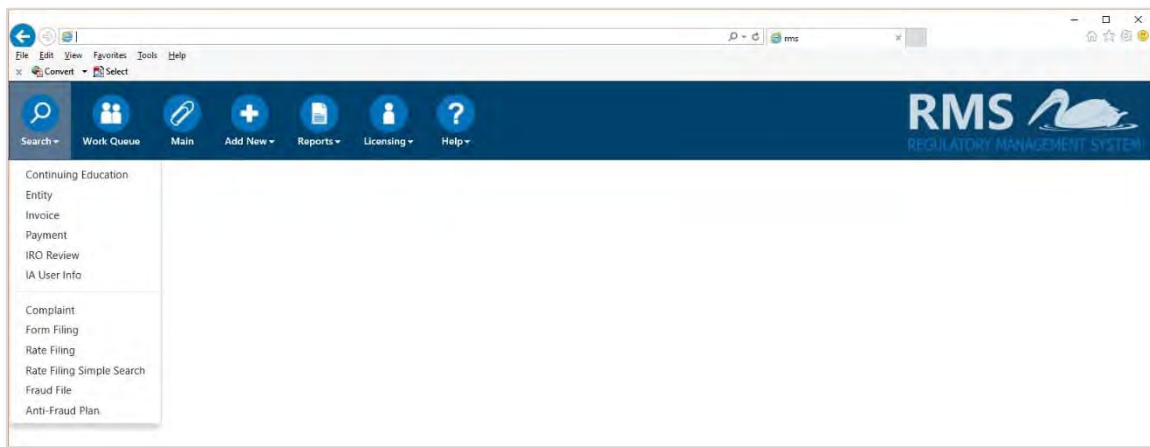 rms
File Edit View Favorites Tools Help
x Convert Select
Search Work Queue Main Add New Reports Licensing Help
RMS
REGULATORY MANAGEMENT SYSTEM
Continuing Education
Entity
Invoice
Payment
IRO Review
IA User Info
Complaint
Form Filing
Rate Filing
Rate Filing Simple Search
Fraud File
Anti-Fraud Plan